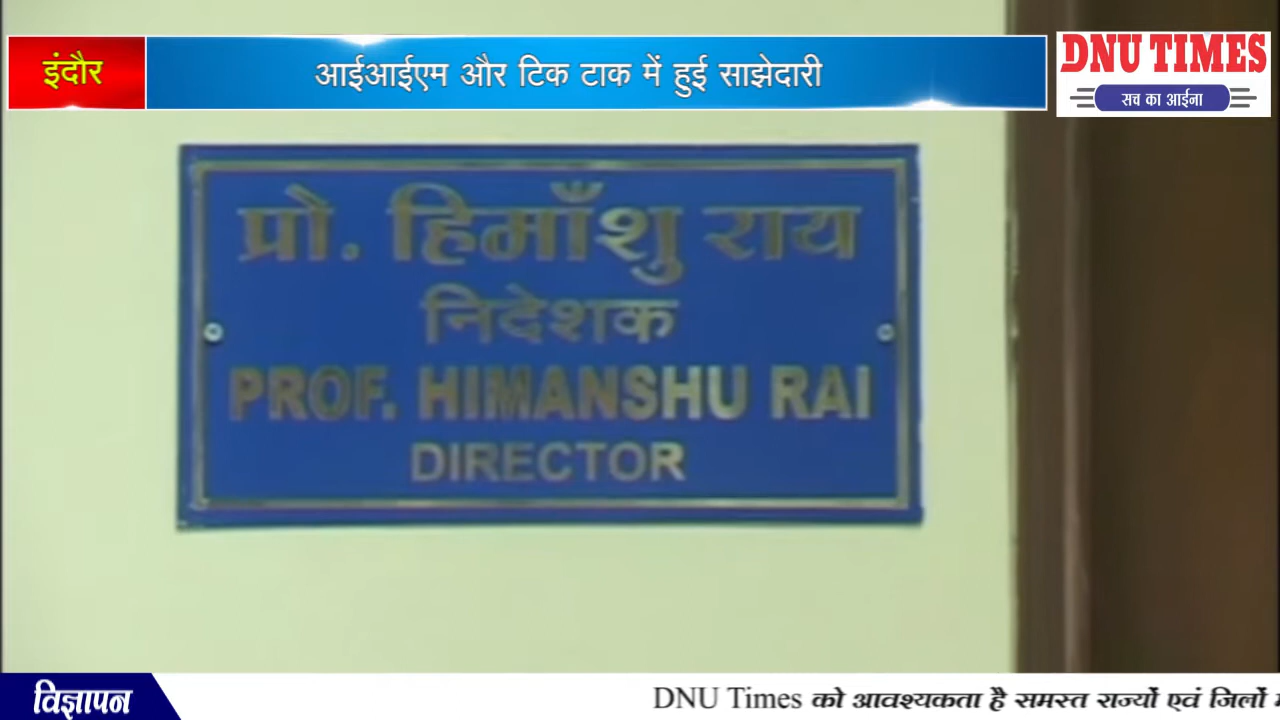 इंदौर
आईआईएम और टिक टाक में हुई साझेदारी
DNU TIMES
सच का आईना
प्रो. हिमाँशु राय
निदेशक
PROF. HIMANSHU RAI
DIRECTOR
विज्ञापन
DNU Times को आवश्यकता है समस्त राज्यों एवं जिलों